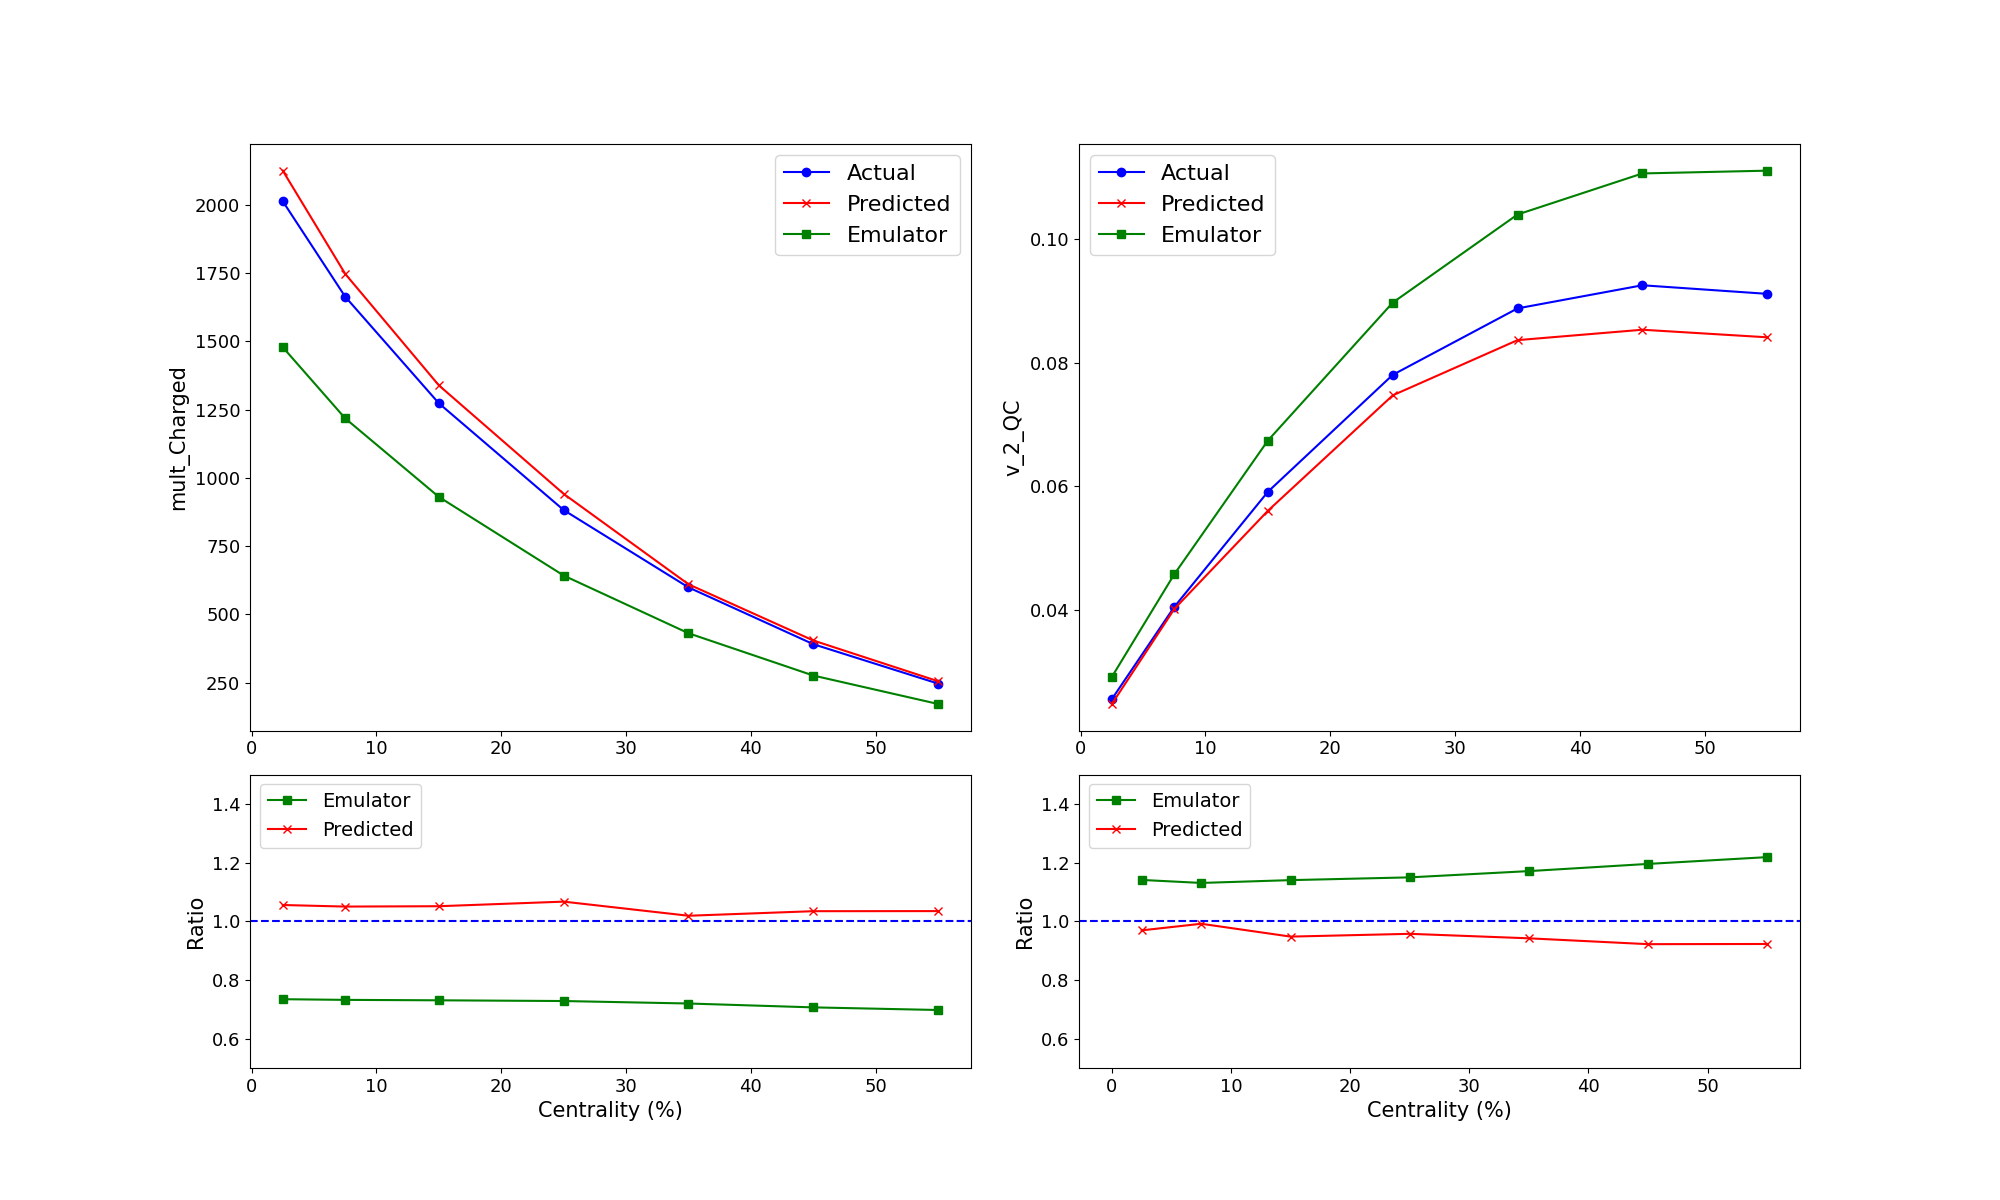 mult_Charged
2000
1750
1500
1250
1000
750
500
250
0 10 20 30 40 50
Actual
Predicted
Emulator
v_2_QC
0.10
0.08
0.06
0.04
0 10 20 30 40 50
Actual
Predicted
Emulator
Ratio
1.4
1.2
1.0
0.8
0.6
0 10 20 30 40 50
Centrality (%)
Emulator
Predicted
Ratio
1.4
1.2
1.0
0.8
0.6
0 10 20 30 40 50
Centrality (%)
Emulator
Predicted